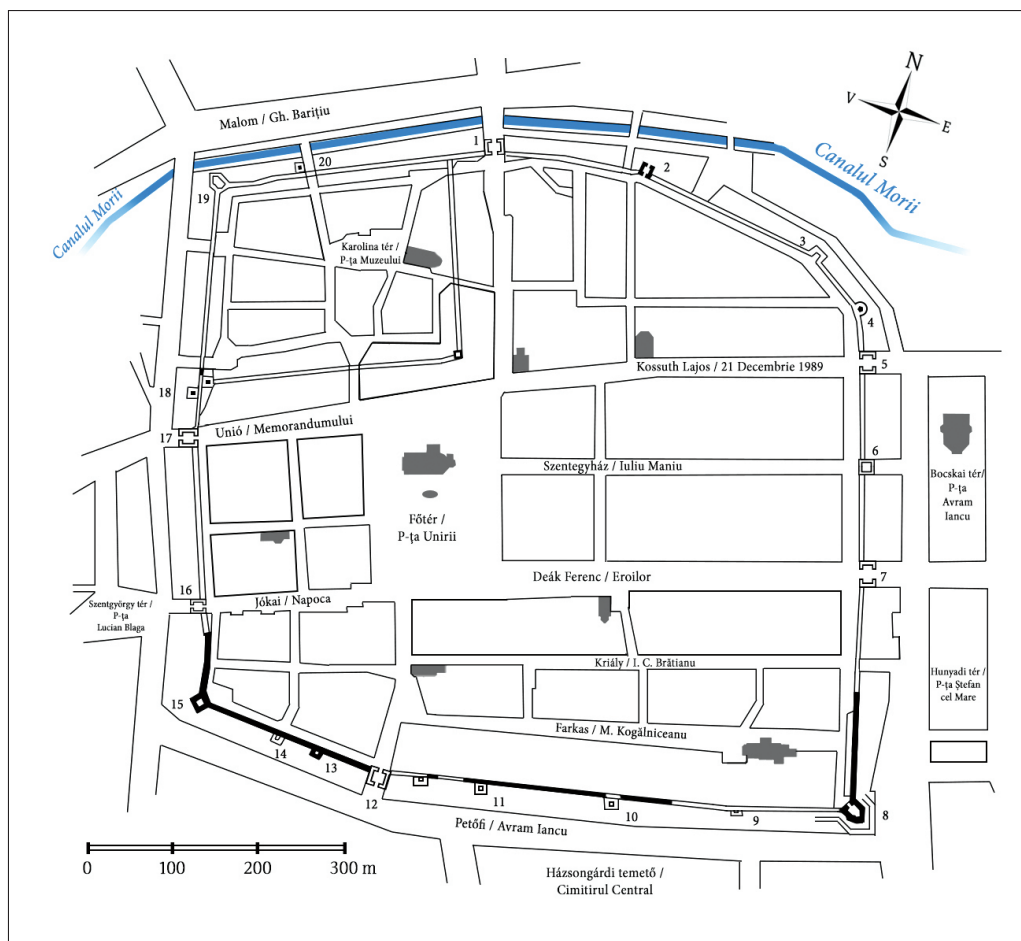 N
V
E
S
Malom / Gh. Barițiu
1
20
2
Canalul Morii
Canalul Morii
19
3
Karolina tér /
P-ța Muzeului
4
5
Kossuth Lajos / 21 Decembrie 1989
18
17
Unió / Memorandumului
6
Szentegyház / Iuliu Maniu
Bocskai tér/
P-ța
Avram
Iancu
Főtér /
P-ța Unirii
Deák Ferenc / Eroilor
7
16
Jókai / Napoca
Szentgyörgy tér /
P-ța
Lucian Blaga
Kriály / I. C. Brătianu
Hunyadi tér /
P-ța Ștefan
cel Mare
15
Farkas / M. Kogălniceanu
14
13
12
11
10
9
8
Petőfi / Avram Iancu
0
100
200
300 m
Házsongárdi temető /
Cimitirul Central